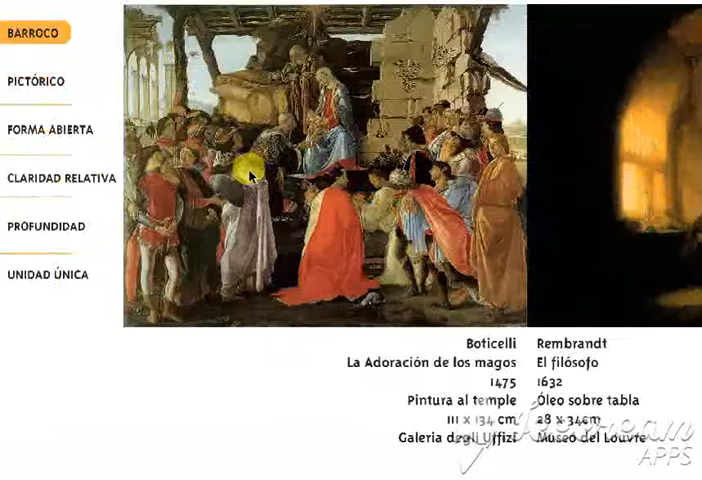 BARROCO
PICTÓRICO
FORMA ABIERTA
CLARIDAD RELATIVA
PROFUNDIDAD
UNIDAD ÚNICA
Boticelli
La Adoración de los magos
1475
Pintura al temple
111 x 134 cm
Galeria degli Uffizi
Rembrandt
El filósofo
1632
Óleo sobre tabla
28 x 34cm
Museo del Louvre
Icecream
APPS